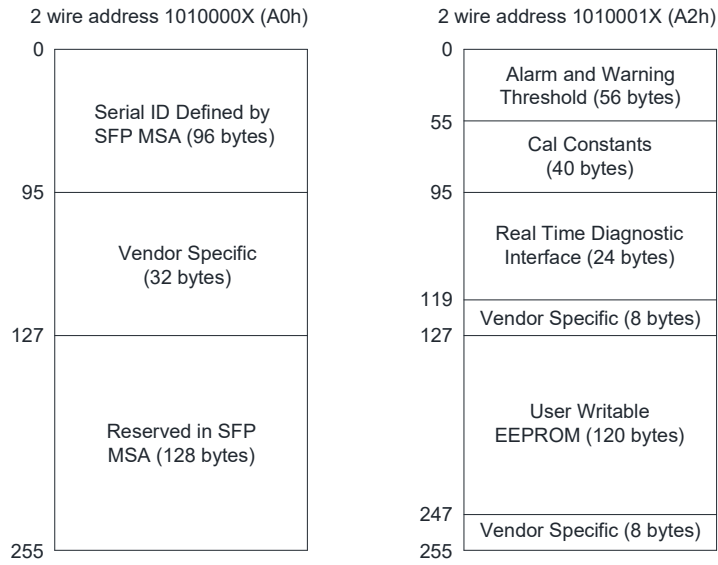 2 wire address 1010000X (A0h)
0
Serial ID Defined by
SFP MSA (96 bytes)
95
Vendor Specific
(32 bytes)
127
Reserved in SFP
MSA (128 bytes)
255
2 wire address 1010001X (A2h)
0
Alarm and Warning
Threshold (56 bytes)
55
Cal Constants
(40 bytes)
95
Real Time Diagnostic
Interface (24 bytes)
119
Vendor Specific (8 bytes)
127
User Writable
EEPROM (120 bytes)
247
Vendor Specific (8 bytes)
255